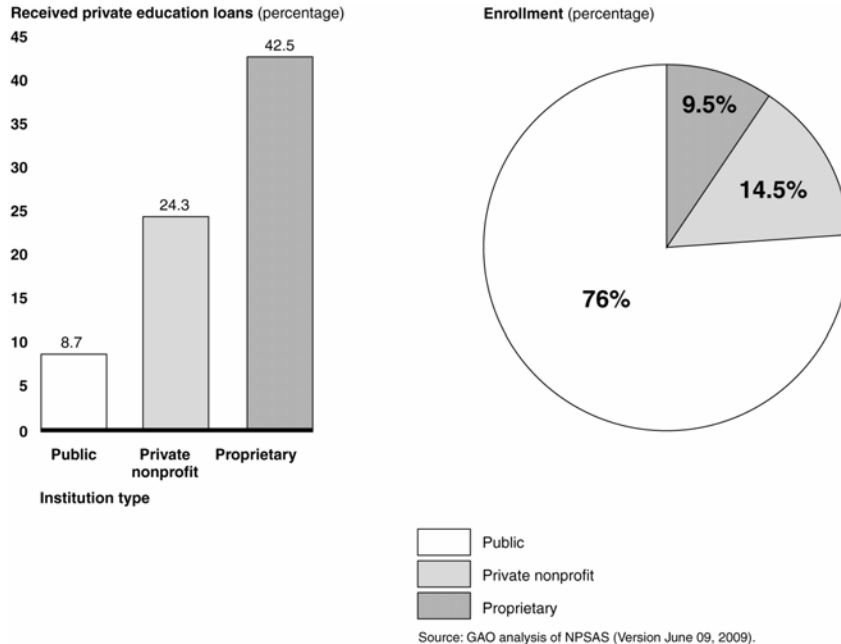 Received private education loans (percentage)
45
42.5
40
35
30
25
24.3
20
15
10
8.7
5
0
Public
Private
nonprofit
Proprietary
Institution type
Enrollment (percentage)
9.5%
14.5%
76%
Public
Private nonprofit
Proprietary
Source: GAO analysis of NPSAS (Version June 09, 2009).